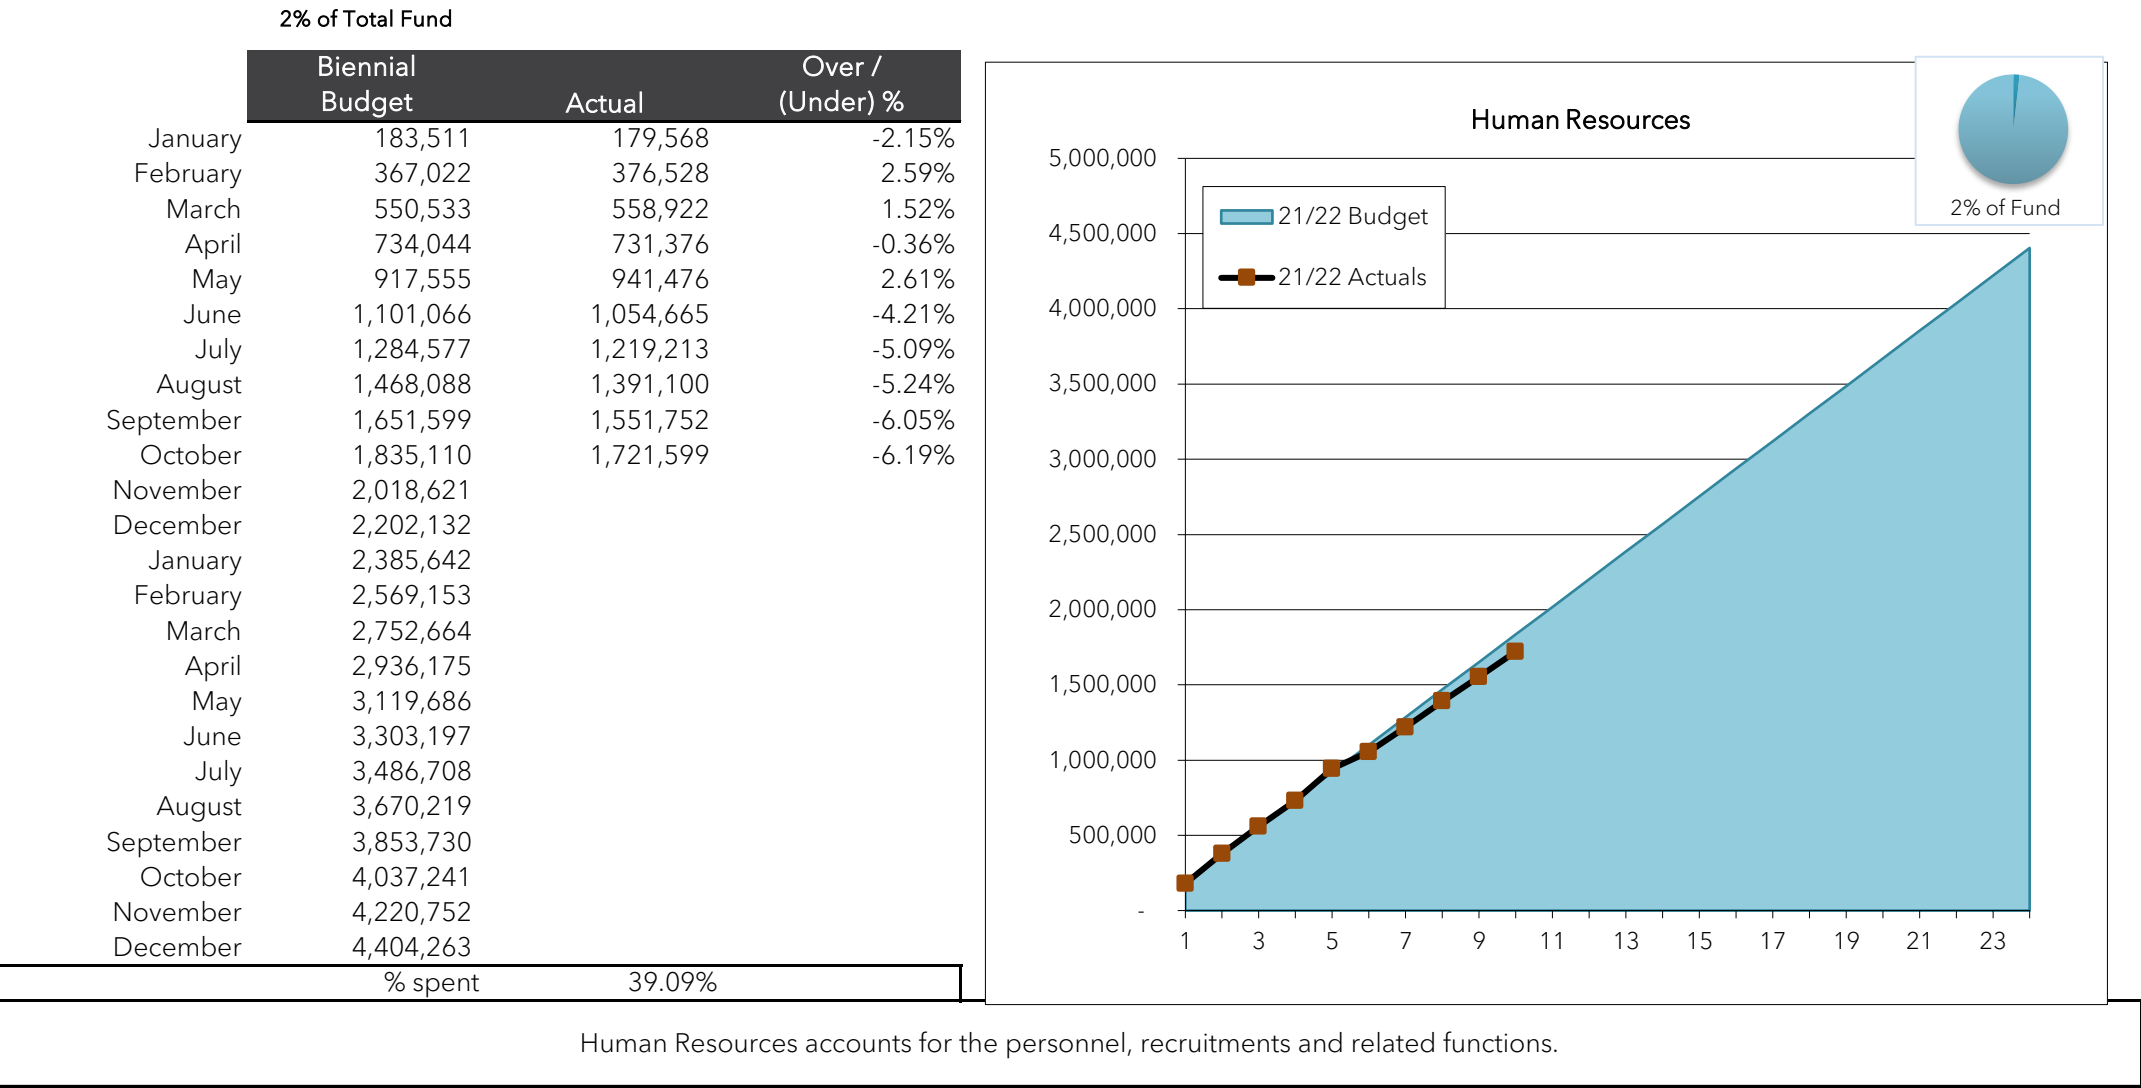 2% of Total Fund
Biennial Budget Actual Over / (Under) %
January 183,511 179,568 -2.15%
February 367,022 376,528 2.59%
March 550,533 558,922 1.52%
April 734,044 731,376 -0.36%
May 917,555 941,476 2.61%
June 1,101,066 1,054,665 -4.21%
July 1,284,577 1,219,213 -5.09%
August 1,468,088 1,391,100 -5.24%
September 1,651,599 1,551,752 -6.05%
October 1,835,110 1,721,599 -6.19%
November 2,018,621
December 2,202,132
January 2,385,642
February 2,569,153
March 2,752,664
April 2,936,175
May 3,119,686
June 3,303,197
July 3,486,708
August 3,670,219
September 3,853,730
October 4,037,241
November 4,220,752
December 4,404,263
% spent 39.09%
Human Resources
2% of Fund
21/22 Budget
21/22 Actuals
5,000,000
4,500,000
4,000,000
3,500,000
3,000,000
2,500,000
2,000,000
1,500,000
1,000,000
500,000
-
1 3 5 7 9 11 13 15 17 19 21 23
Human Resources accounts for the personnel, recruitments and related functions.